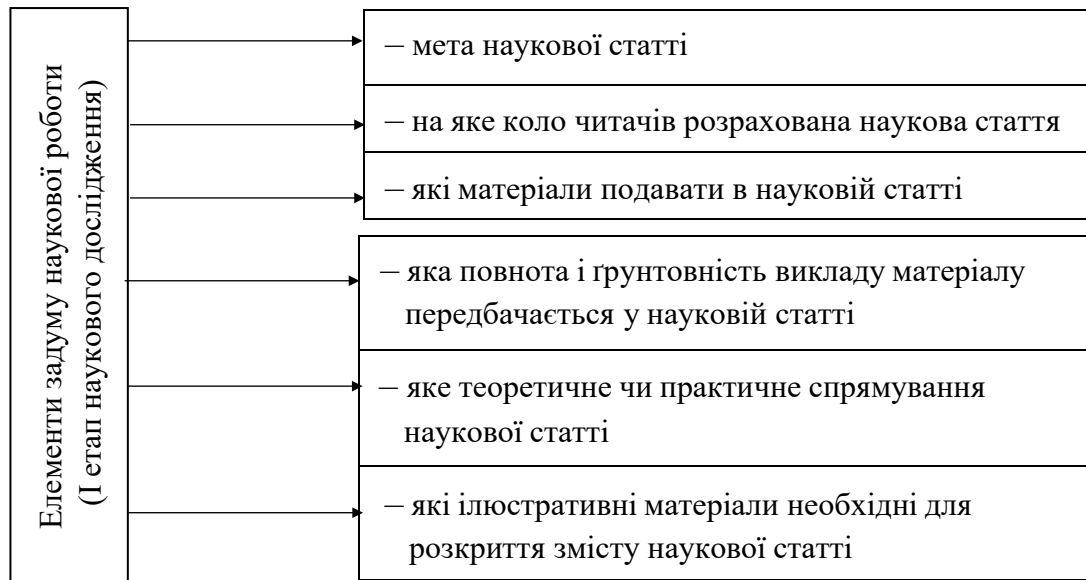 Елементи задуму наукової роботи
(І етап наукового дослідження)
– мета наукової статті
– на яке коло читачів розрахована наукова стаття
– які матеріали подавати в науковій статті
– яка повнота і ґрунтовність викладу матеріалу
передбачається у науковій статті
– яке теоретичне чи практичне спрямування
наукової статті
– які ілюстративні матеріали необхідні для
розкриття змісту наукової статті